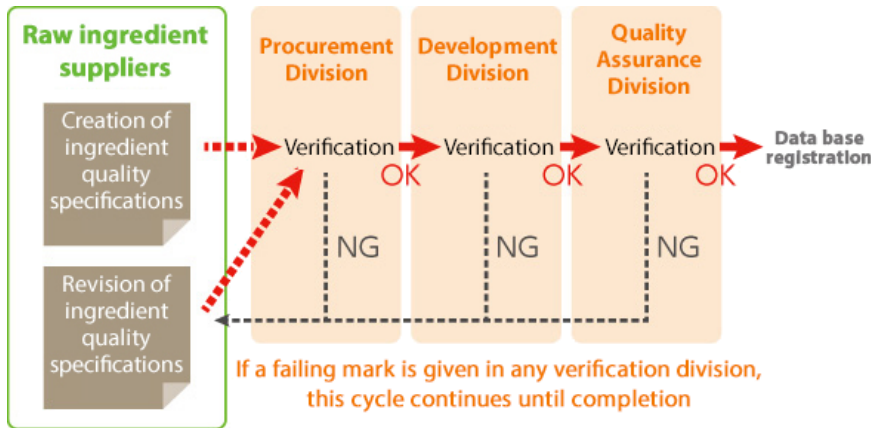 Raw ingredient
suppliers
Creation of
ingredient
quality
specifications
Revision of
ingredient
quality
specifications
Procurement
Division
Development
Division
Quality
Assurance
Division
Verification
OK
Verification
OK
Verification
OK
Data base
registration
NG
NG
NG
If a failing mark is given in any verification division,
this cycle continues until completion